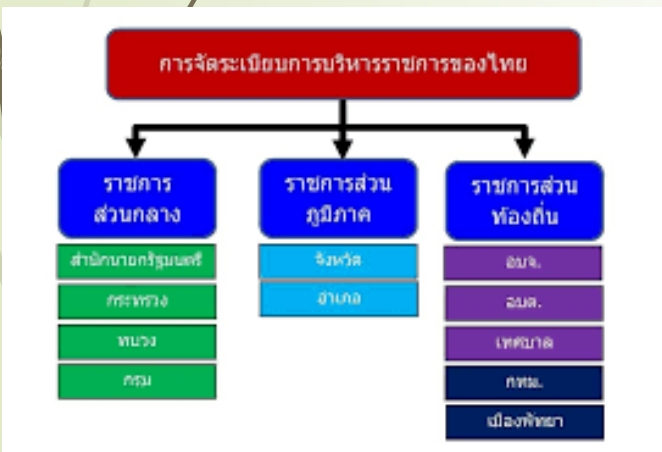 การจัดระเบียบการบริหารราชการของไทย
ราชการ
ส่วนกลาง
สำนักนายกรัฐมนตรี
กระทรวง
ทบวง
กรม
ราชการส่วน
ภูมิภาค
จังหวัด
อำเภอ
ราชการส่วน
ท้องถิ่น
อบจ.
อบต.
เทศบาล
กทม.
เมืองพัทยา